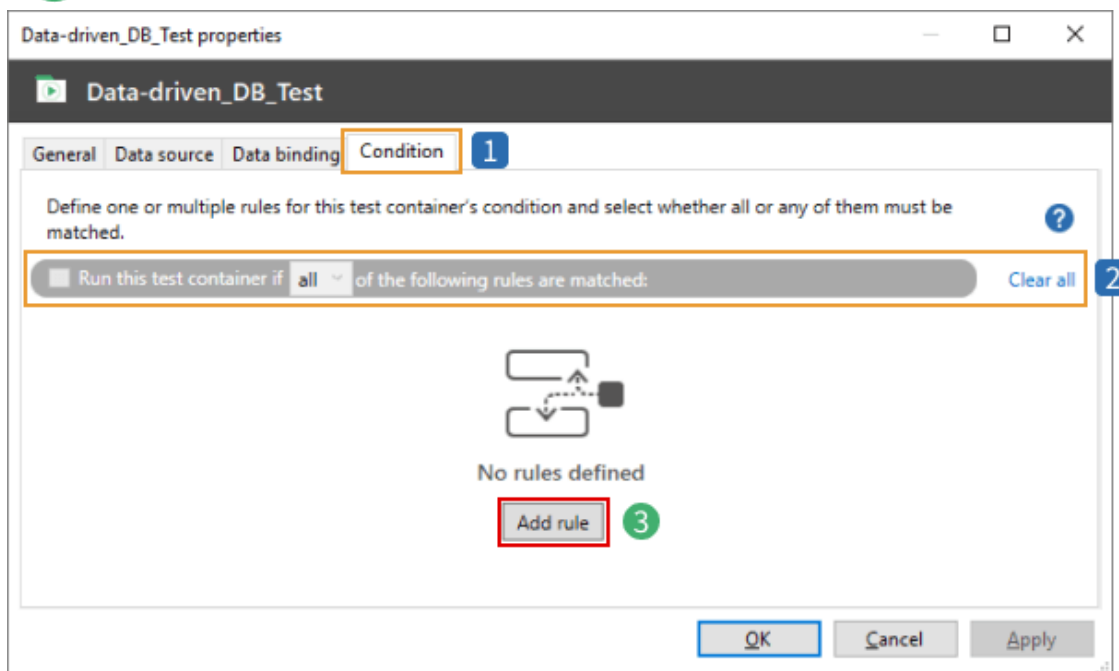 Data-driven_DB_Test properties
Data-driven_DB_Test
General Data source Data binding Condition 1
Define one or multiple rules for this test container's condition and select whether all or any of them must be
matched.
?
Run this test container if all of the following rules are matched: Clear all 2
No rules defined
Add rule 3
OK Cancel Apply